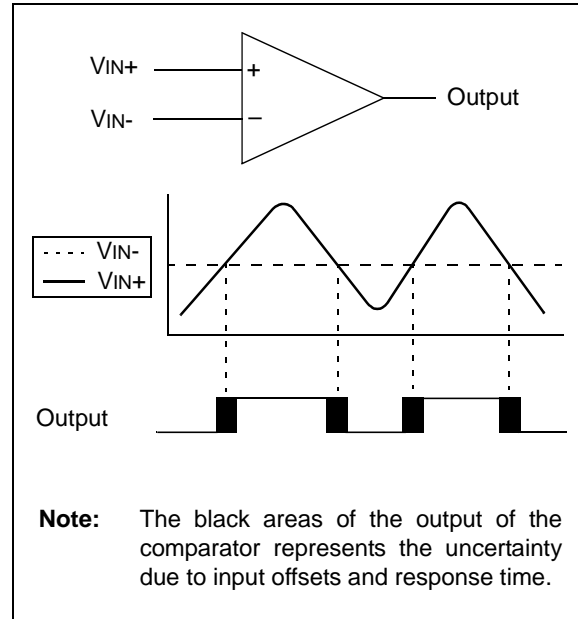 VIN+
+
Output
VIN-
−
VIN-
VIN+
Output
Note: The black areas of the output of the
comparator represents the uncertainty
due to input offsets and response time.